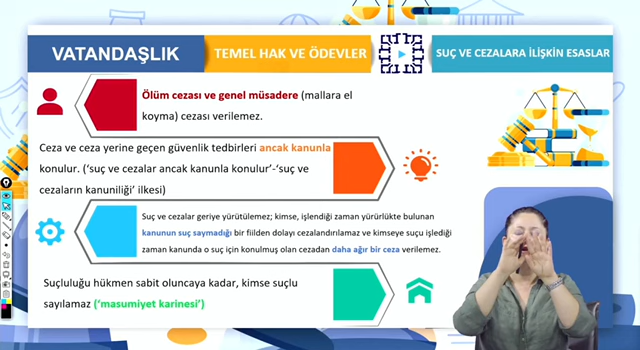 VATANDAŞLIK
TEMEL HAK VE ÖDEVLER
SUÇ VE CEZALARA İLİŞKİN ESASLAR
Ölüm cezası ve genel müsadere (mallara el
koyma) cezası verilemez.
Ceza ve ceza yerine geçen güvenlik tedbirleri ancak kanunla
konulur. (‘suç ve cezalar ancak kanunla konulur’-‘suç ve
cezaların kanuniliği’ ilkesi)
Suç ve cezalar geriye yürütülemez; kimse, işlendiği zaman yürürlükte bulunan
kanunun suç saymadığı bir fiilden dolayı cezalandırılamaz ve kimseye suçu işlediği
zaman kanunda o suç için konulmuş olan cezadan daha ağır bir ceza verilemez.
Suçluluğu hükmen sabit oluncaya kadar, kimse suçlu
sayılamaz (‘masumiyet karinesi’)